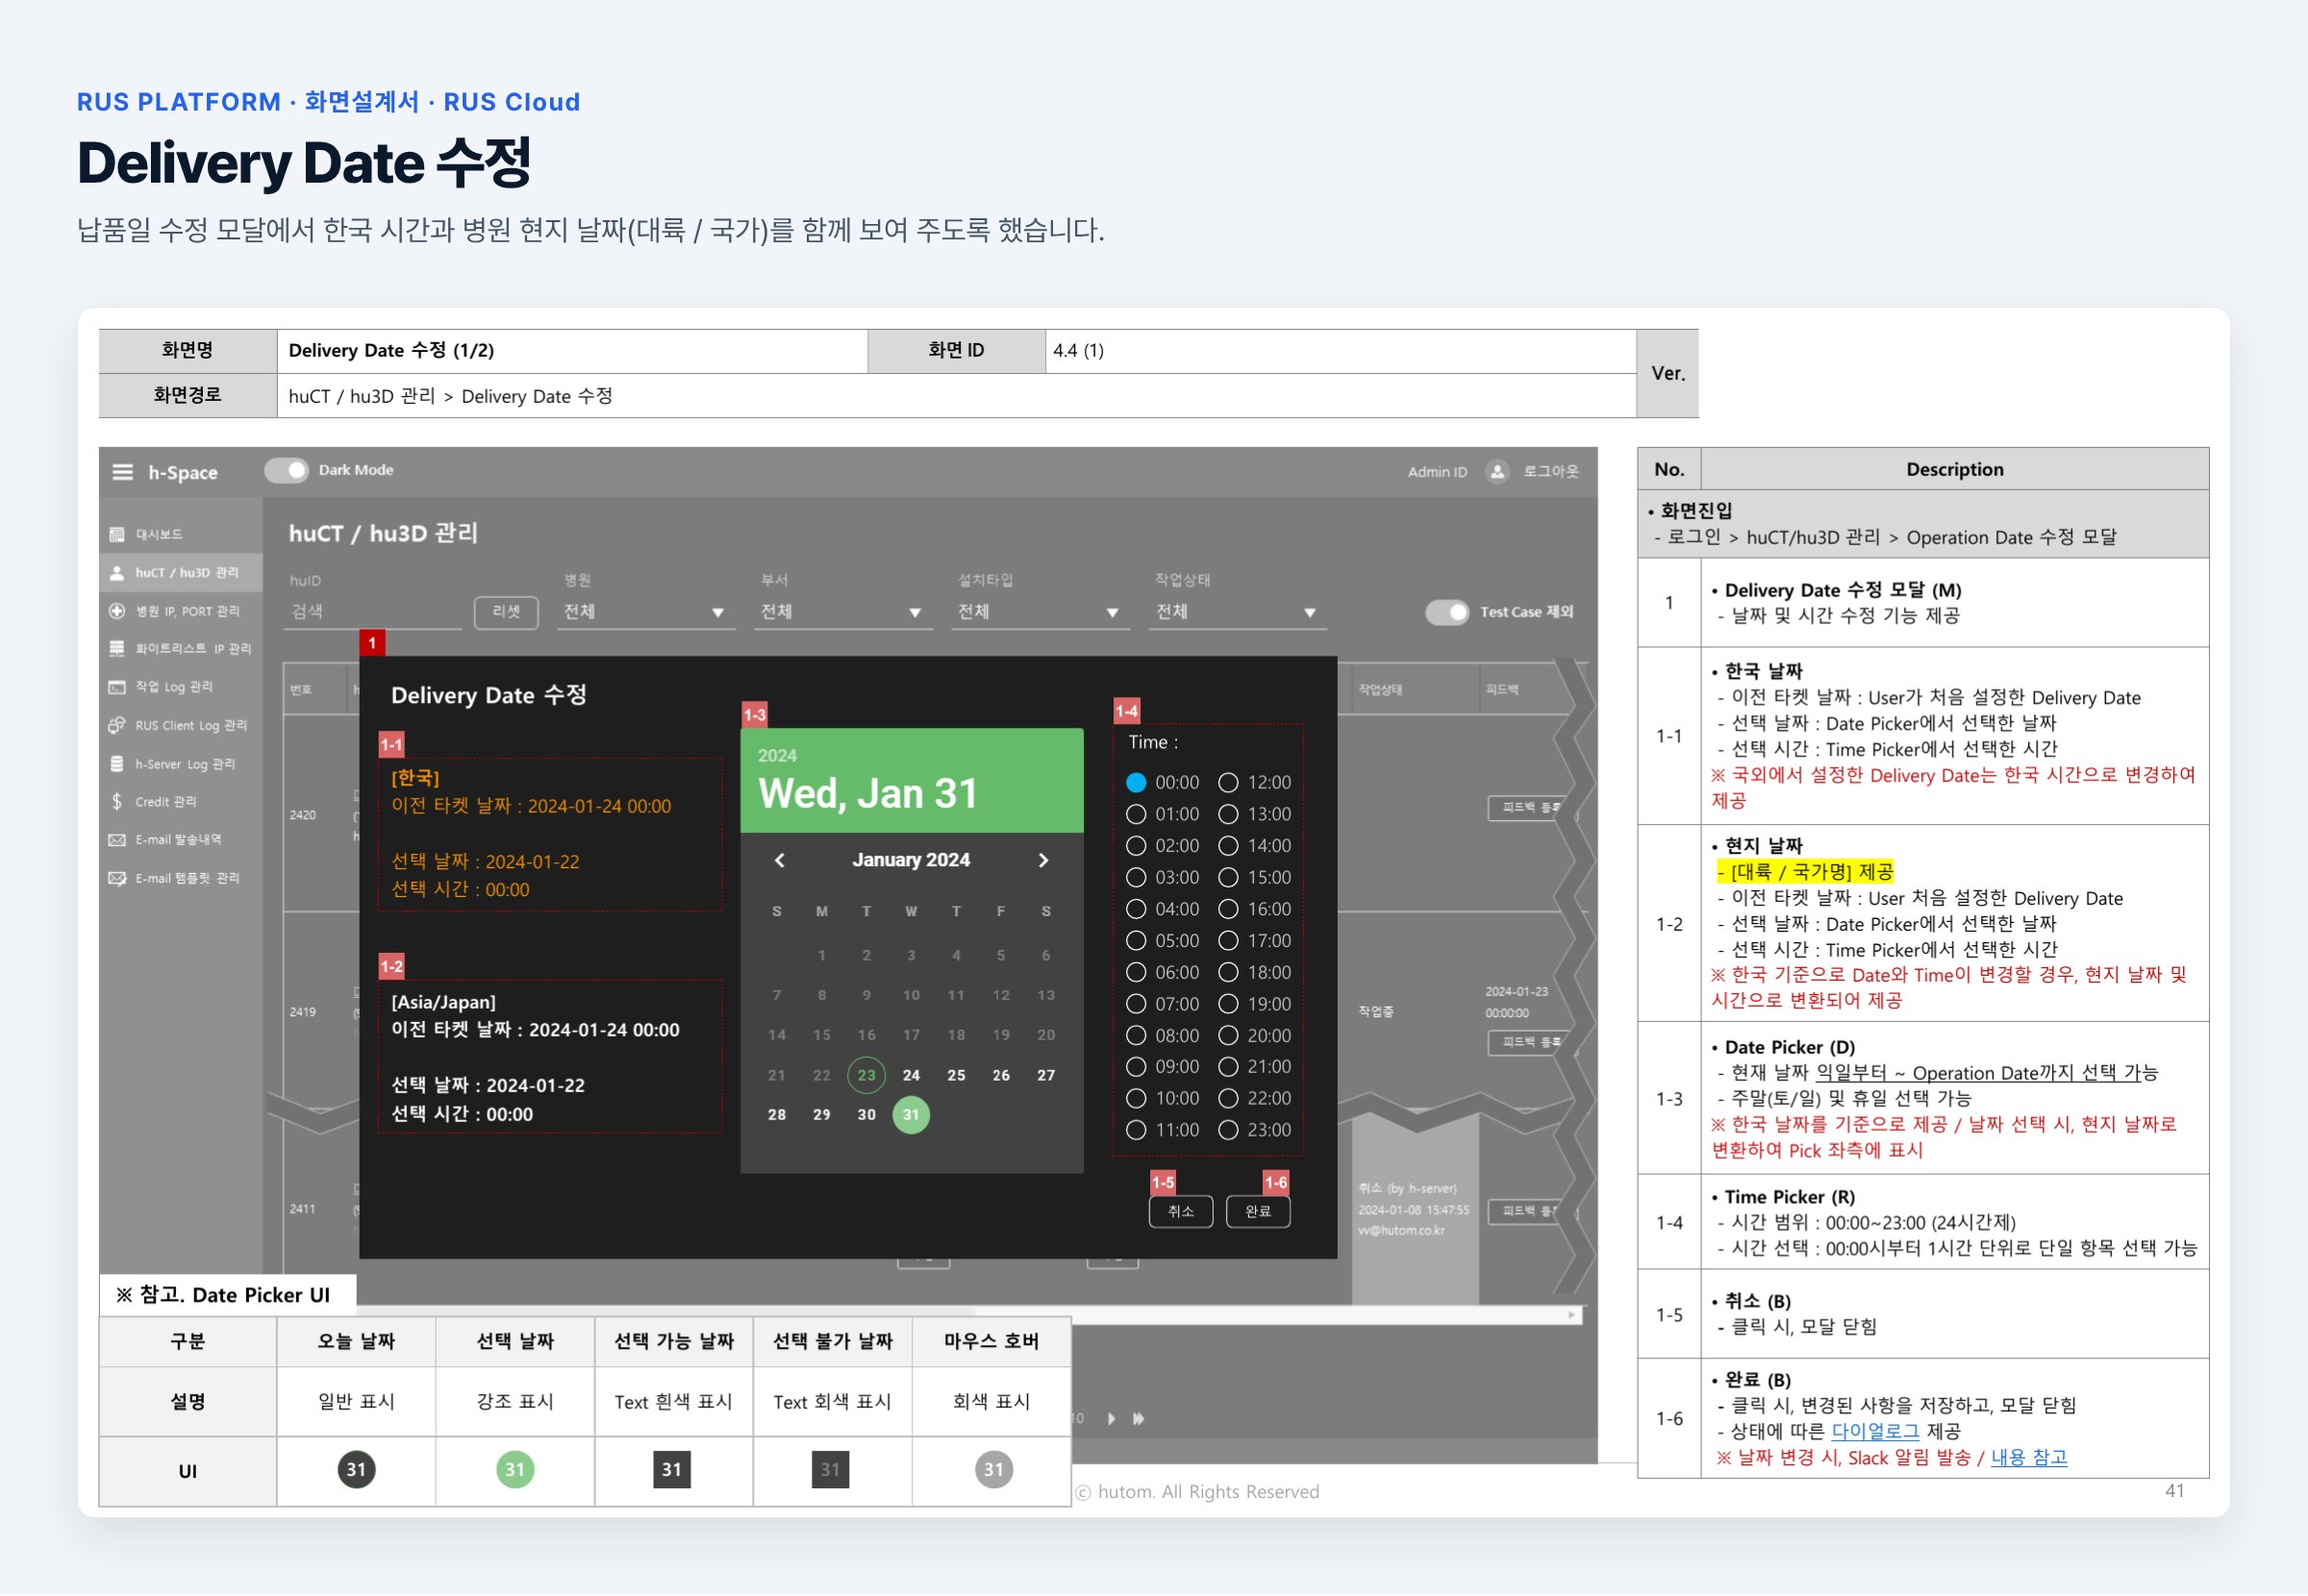 RUS PLATFORM · 화면설계서 · RUS Cloud
Delivery Date 수정
납품일 수정 모달에서 한국 시간과 병원 현지 날짜(대륙 / 국가)를 함께 보여 주도록 했습니다.
화면명 Delivery Date 수정 (1/2) 화면 ID 4.4 (1) Ver.
화면경로 huCT / hu3D 관리 > Delivery Date 수정
h-Space Dark Mode Admin ID 로그아웃
대시보드
huCT / hu3D 관리
병원 IP, PORT 관리
화이트리스트 IP 관리
작업 Log 관리
RUS Client Log 관리
h-Server Log 관리
Credit 관리
E-mail 발송내역
E-mail 템플릿 관리
huCT / hu3D 관리
huID 병원 부서 설치타입 작업상태
검색 리셋 전체 전체 전체 전체 Test Case 제외
번호 작업상태 피드백
2420 피드백 등록
2419 작업중 2024-01-23
00:00:00
피드백 등록
2411 취소 (by h-server)
2024-01-08 15:47:55
vv@hutom.co.kr
피드백
1
Delivery Date 수정
1-1
[한국]
이전 타켓 날짜 : 2024-01-24 00:00
선택 날짜 : 2024-01-22
선택 시간 : 00:00
1-2
[Asia/Japan]
이전 타켓 날짜 : 2024-01-24 00:00
선택 날짜 : 2024-01-22
선택 시간 : 00:00
1-3
2024
Wed, Jan 31
January 2024
S M T W T F S
1 2 3 4 5 6
7 8 9 10 11 12 13
14 15 16 17 18 19 20
21 22 23 24 25 26 27
28 29 30 31
1-4
Time :
00:00 12:00
01:00 13:00
02:00 14:00
03:00 15:00
04:00 16:00
05:00 17:00
06:00 18:00
07:00 19:00
08:00 20:00
09:00 21:00
10:00 22:00
11:00 23:00
1-5 1-6
취소 완료
※ 참고. Date Picker UI
구분 오늘 날짜 선택 날짜 선택 가능 날짜 선택 불가 날짜 마우스 호버
설명 일반 표시 강조 표시 Text 흰색 표시 Text 회색 표시 회색 표시
UI 31 31 31 31 31
No. Description
• 화면진입
- 로그인 > huCT/hu3D 관리 > Operation Date 수정 모달
1
• Delivery Date 수정 모달 (M)
- 날짜 및 시간 수정 기능 제공
1-1
• 한국 날짜
- 이전 타켓 날짜 : User가 처음 설정한 Delivery Date
- 선택 날짜 : Date Picker에서 선택한 날짜
- 선택 시간 : Time Picker에서 선택한 시간
※ 국외에서 설정한 Delivery Date는 한국 시간으로 변경하여
제공
1-2
• 현지 날짜
- [대륙 / 국가명] 제공
- 이전 타켓 날짜 : User 처음 설정한 Delivery Date
- 선택 날짜 : Date Picker에서 선택한 날짜
- 선택 시간 : Time Picker에서 선택한 시간
※ 한국 기준으로 Date와 Time이 변경할 경우, 현지 날짜 및
시간으로 변환되어 제공
1-3
• Date Picker (D)
- 현재 날짜 익일부터 ~ Operation Date까지 선택 가능
- 주말(토/일) 및 휴일 선택 가능
※ 한국 날짜를 기준으로 제공 / 날짜 선택 시, 현지 날짜로
변환하여 Pick 좌측에 표시
1-4
• Time Picker (R)
- 시간 범위 : 00:00~23:00 (24시간제)
- 시간 선택 : 00:00시부터 1시간 단위로 단일 항목 선택 가능
1-5
• 취소 (B)
- 클릭 시, 모달 닫힘
1-6
• 완료 (B)
- 클릭 시, 변경된 사항을 저장하고, 모달 닫힘
- 상태에 따른 다이얼로그 제공
※ 날짜 변경 시, Slack 알림 발송 / 내용 참고
ⓒ hutom. All Rights Reserved
41